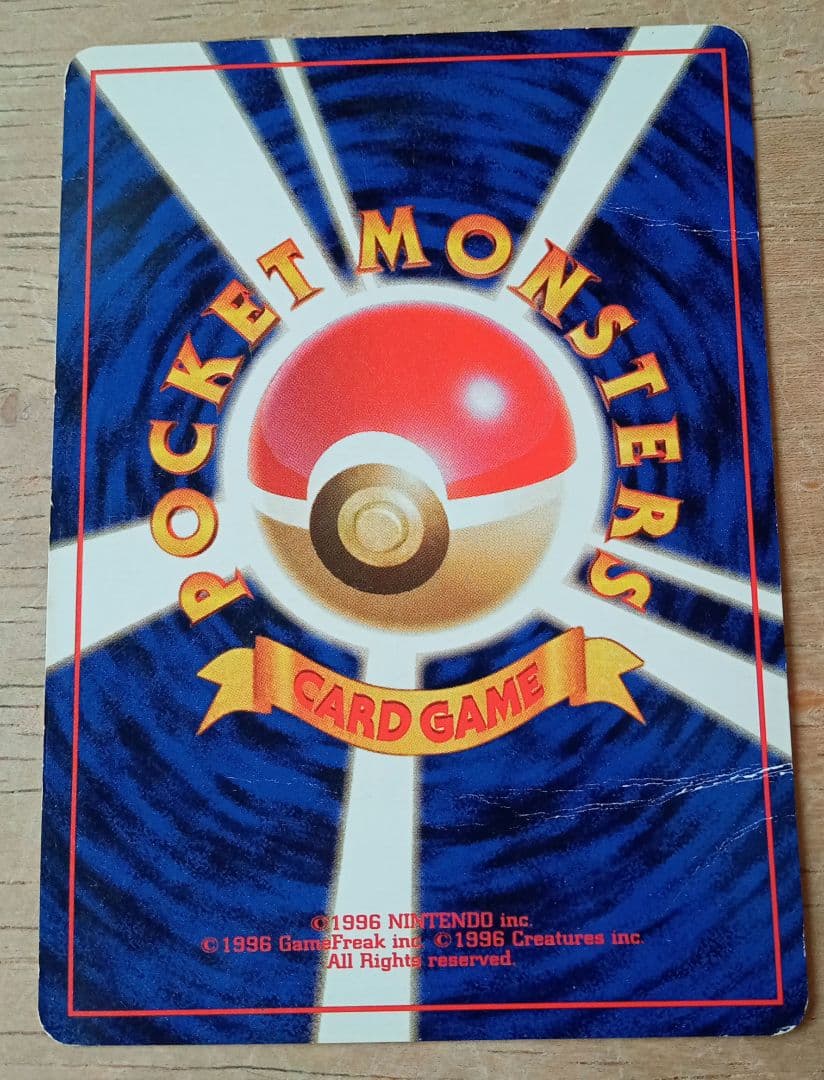 POCKET MONSTERS
CARD GAME
©1996 NINTENDO inc.
©1996 GameFreak inc. ©1996 Creatures inc.
All Rights reserved.